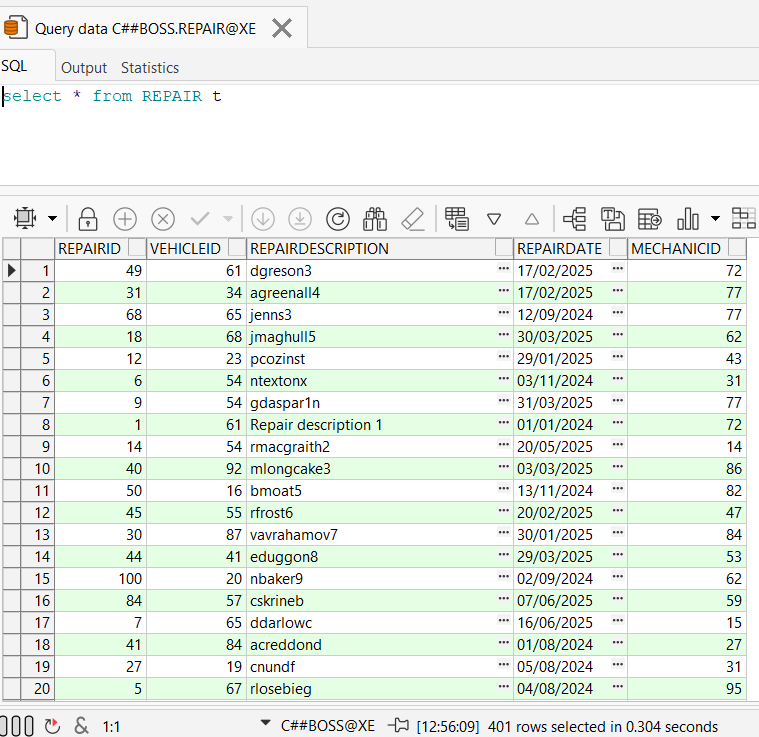 Query data C##BOSS.REPAIR@XE
SQL Output Statistics
select * from REPAIR t
REPAIRID VEHICLEID REPAIRDESCRIPTION REPAIRDATE MECHANICID
1 49 61 dgreson3 ... 17/02/2025 ... 72
2 31 34 agreenall4 ... 17/02/2025 ... 77
3 68 65 jenns3 ... 12/09/2024 ... 77
4 18 68 jmaghull5 ... 30/03/2025 ... 62
5 12 23 pcozinst ... 29/01/2025 ... 43
6 6 54 ntextonx ... 03/11/2024 ... 31
7 9 54 gdaspar1n ... 31/03/2025 ... 77
8 1 61 Repair description 1 ... 01/01/2024 ... 72
9 14 54 rmacgraith2 ... 20/05/2025 ... 14
10 40 92 mlongcake3 ... 03/03/2025 ... 86
11 50 16 bmoat5 ... 13/11/2024 ... 82
12 45 55 rfrost6 ... 20/02/2025 ... 47
13 30 87 vavrahamov7 ... 30/01/2025 ... 84
14 44 41 eduggon8 ... 29/03/2025 ... 53
15 100 20 nbaker9 ... 02/09/2024 ... 62
16 84 57 cskrineb ... 07/06/2025 ... 59
17 7 65 ddarlowc ... 16/06/2025 ... 15
18 41 84 acreddond ... 01/08/2024 ... 27
19 27 19 cnundf ... 05/08/2024 ... 31
20 5 67 rlosebieg ... 04/08/2024 ... 95
& 1:1 C##BOSS@XE [12:56:09] 401 rows selected in 0.304 seconds